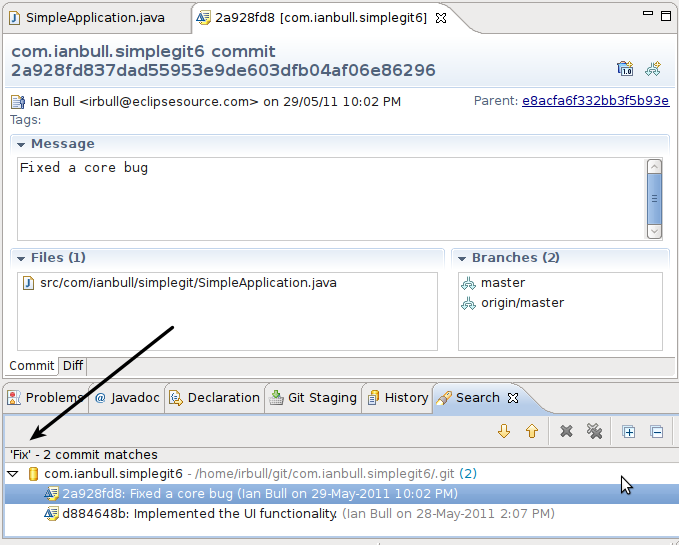 SimpleApplication.java
2a928fd8 [com.ianbull.simplegit6]
com.ianbull.simplegit6 commit
2a928fd837dad55953e9de603dfb04af06e86296
1.0
Ian Bull <irbull@eclipsesource.com> on 29/05/11 10:02 PM
Parent: e8acfa6f332bb3f5b93e
Tags:
Message
Fixed a core bug
Files (1)
Branches (2)
src/com/ianbull/simplegit/SimpleApplication.java
master
origin/master
Commit Diff
Problems @ Javadoc Declaration Git Staging History Search
'Fix' - 2 commit matches
com.ianbull.simplegit6 - /home/irbull/git/com.ianbull.simplegit6/.git (2)
2a928fd8: Fixed a core bug (Ian Bull on 29-May-2011 10:02 PM)
d884648b: Implemented the UI functionality. (Ian Bull on 28-May-2011 2:07 PM)